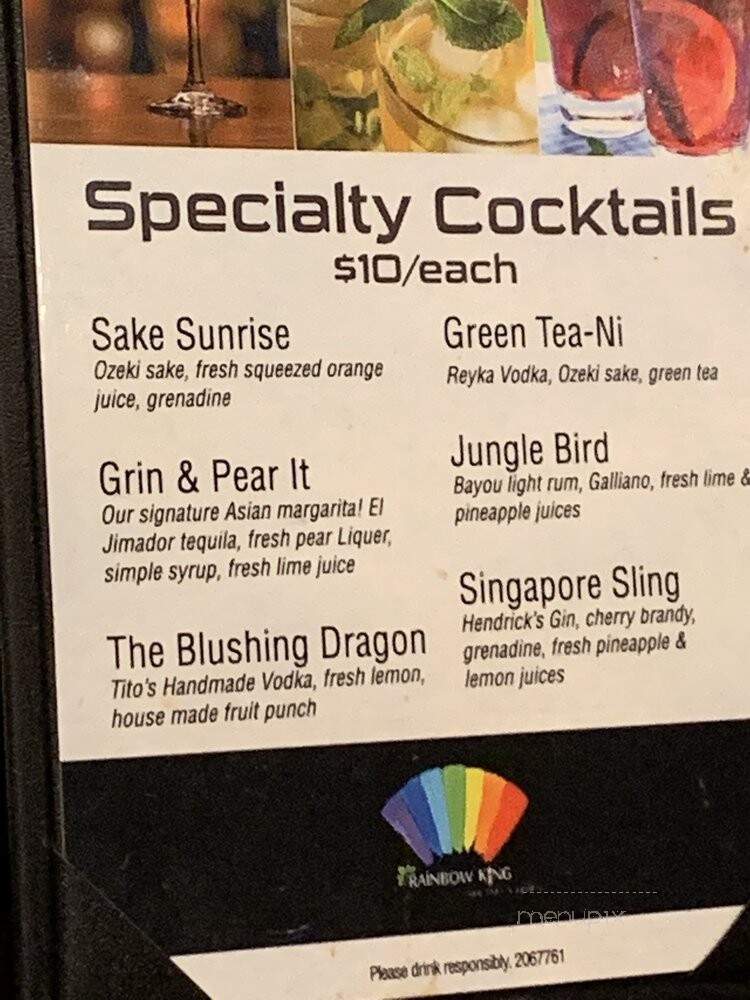 Specialty Cocktails
$10/each
Sake Sunrise
Ozeki sake, fresh squeezed orange
juice, grenadine
Grin & Pear It
Our signature Asian margarita! El
Jimador tequila, fresh pear Liquer,
simple syrup, fresh lime juice
The Blushing Dragon
Tito's Handmade Vodka, fresh lemon,
house made fruit punch
Green Tea-Ni
Reyka Vodka, Ozeki sake, green tea
Jungle Bird
Bayou light rum, Galliano, fresh lime &
pineapple juices
Singapore Sling
Hendrick's Gin, cherry brandy,
grenadine, fresh pineapple &
lemon juices
RAINBOW KING
menupix
Please drink responsibly. 2067761